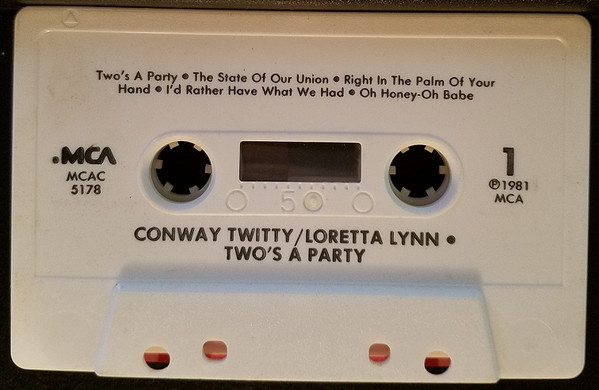 Two's A Party • The State Of Our Union • Right In The Palm Of Your
Hand • I'd Rather Have What We Had • Oh Honey-Oh Babe
.MCA
MCAC
5178
1
℗1981
MCA
5
CONWAY TWITTY/LORETTA LYNN •
TWO'S A PARTY